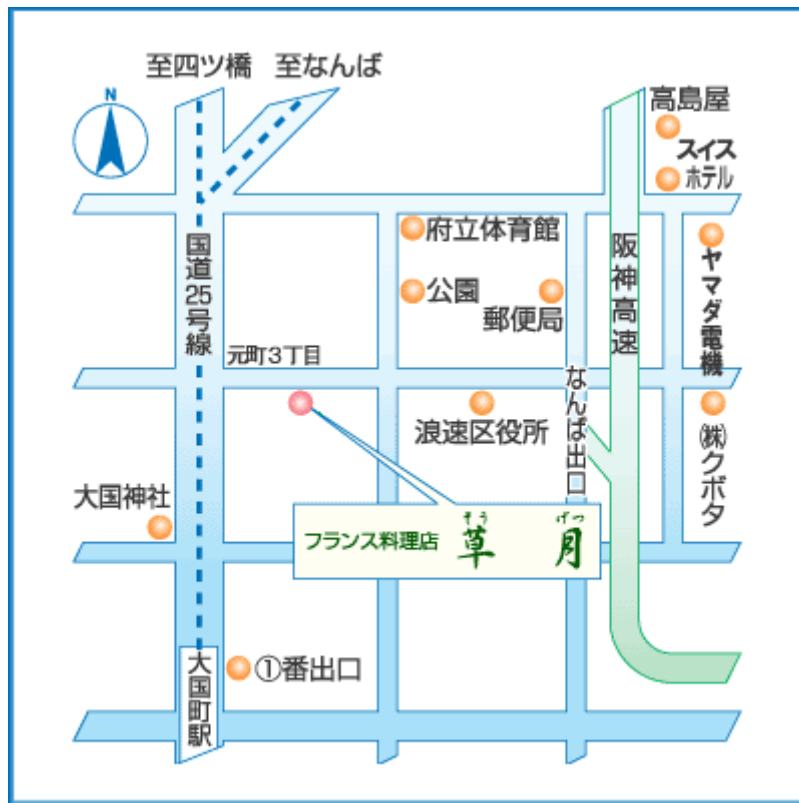 至四ツ橋 至なんば
N
高島屋
スイス
ホテル
府立体育館
国道25号線
阪神高速
ヤマダ電機
公園
郵便局
元町3丁目
なんば出口
浪速区役所
㈱クボタ
大国神社
そう げつ
フランス料理店 草 月
①番出口
大国町駅